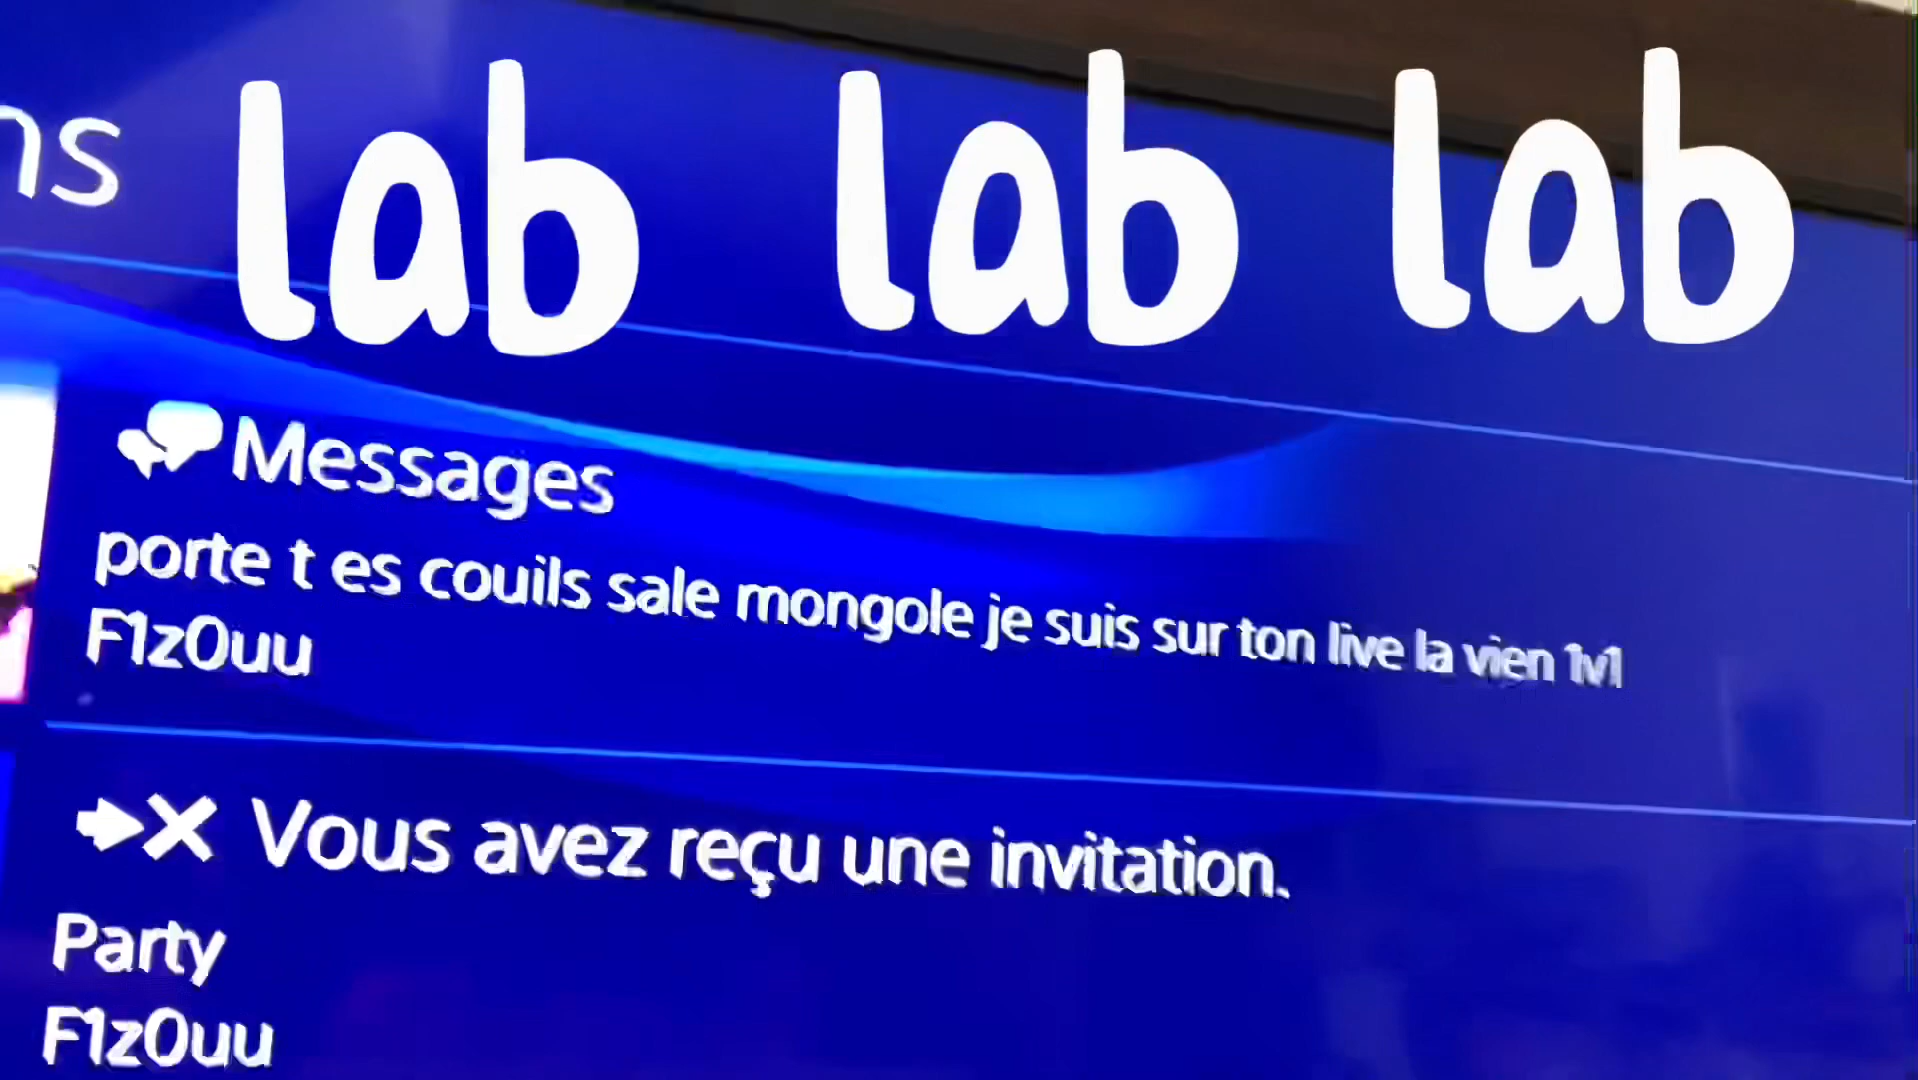 ns
lab lab lab
Messages
porte t es couils sale mongole je suis sur ton live la vien 1v1
F1z0uu
Vous avez reçu une invitation.
Party
F1z0uu